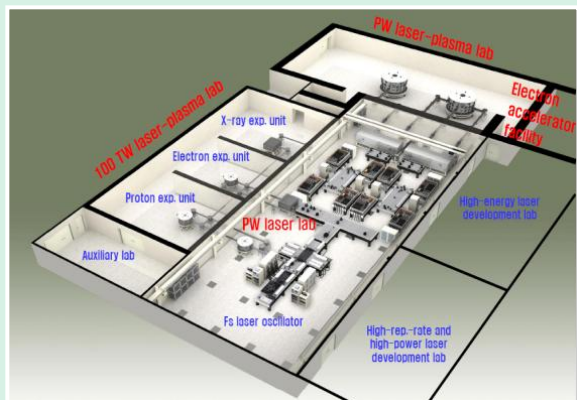 PW laser-plasma lab
Electron
accelerator
facility
100 TW laser-plasma lab
X-ray exp. unit
Electron exp. unit
Proton exp. unit
High-energy laser
development lab
PW laser lab
Auxiliary lab
Fs laser oscillator
High-rep.-rate and
high-power laser
development lab